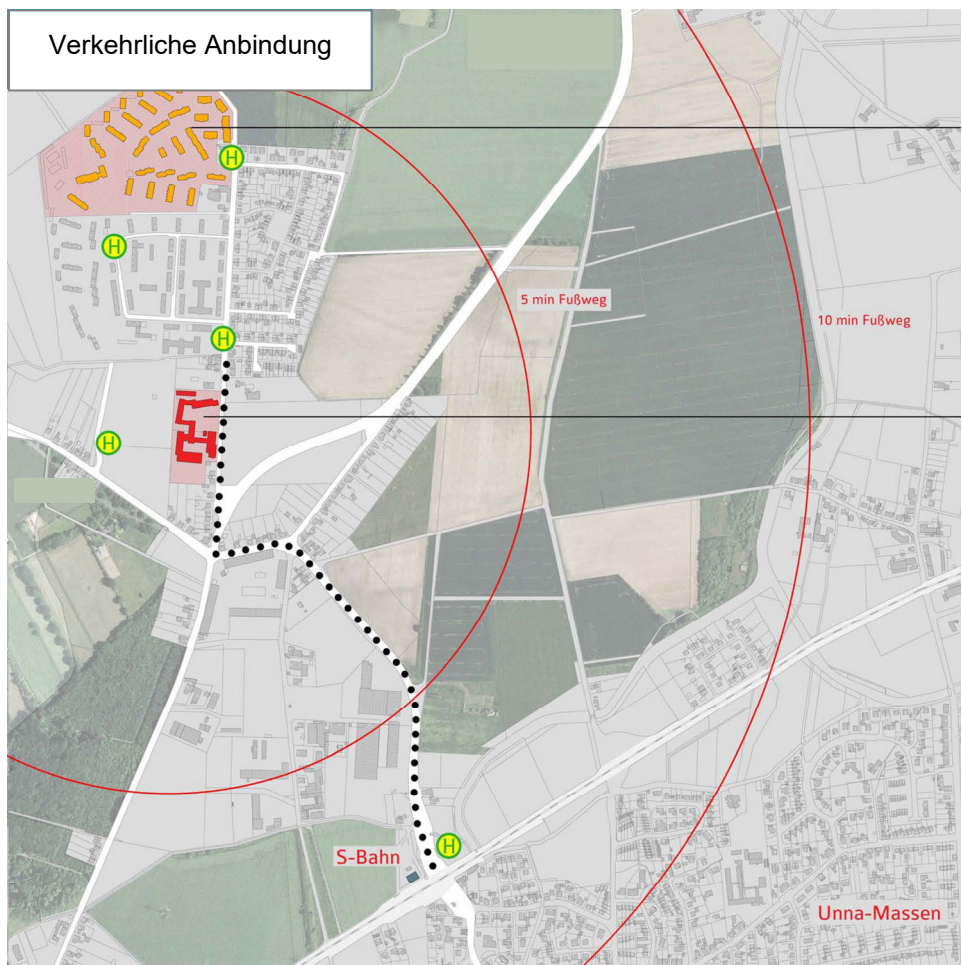 Verkehrliche Anbindung
H
H
5 min Fußweg
10 min Fußweg
H
H
H
S-Bahn
Unna-Massen